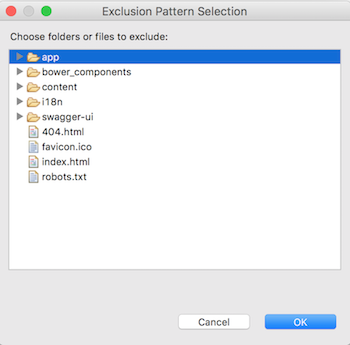 Exclusion Pattern Selection
Choose folders or files to exclude:
app
bower_components
content
i18n
swagger-ui
404.html
favicon.ico
index.html
robots.txt
Cancel OK